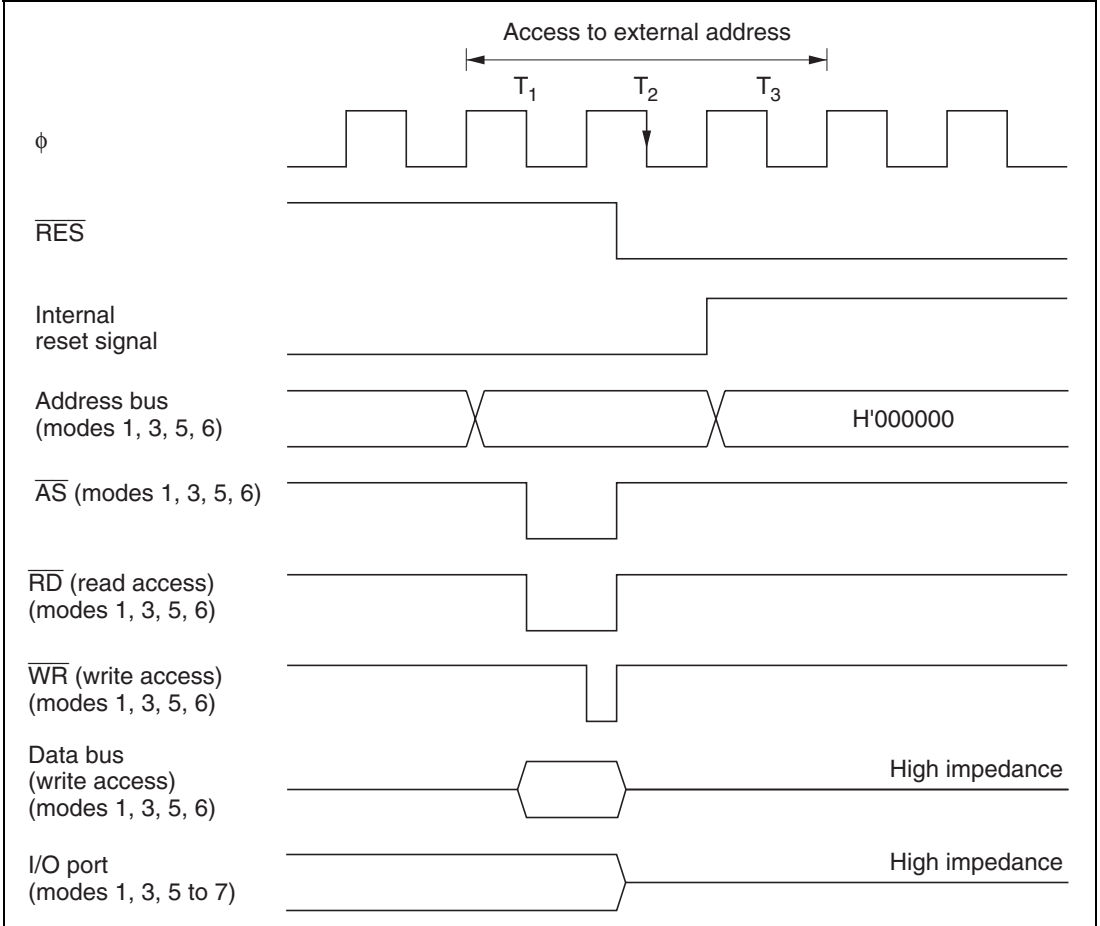 Access to external address
T1 T2 T3
φ
RES
Internal
reset signal
Address bus
(modes 1, 3, 5, 6)
H'000000
AS (modes 1, 3, 5, 6)
RD (read access)
(modes 1, 3, 5, 6)
WR (write access)
(modes 1, 3, 5, 6)
Data bus
(write access)
(modes 1, 3, 5, 6)
High impedance
I/O port
(modes 1, 3, 5 to 7)
High impedance